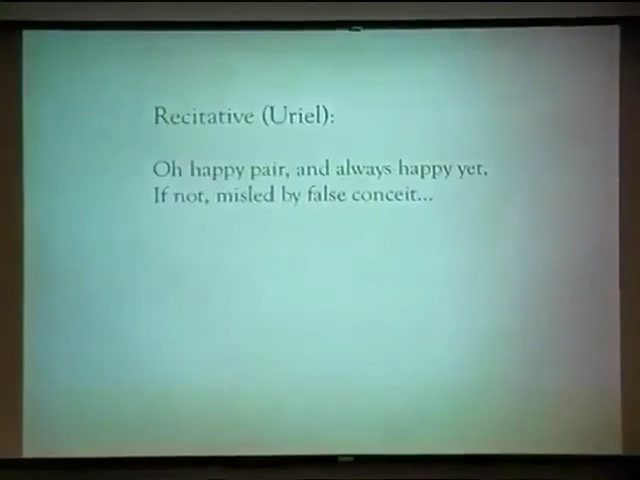 Recitative (Uriel):
Oh happy pair, and always happy yet,
If not, misled by false conceit...